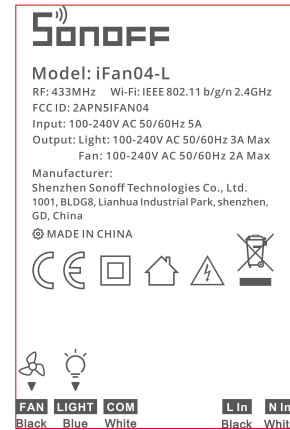 SONOFF
Model: iFan04-L
RF: 433MHz Wi-Fi: IEEE 802.11 b/g/n 2.4GHz
FCC ID: 2APN5IFAN04
Input: 100-240V AC 50/60Hz 5A
Output: Light: 100-240V AC 50/60Hz 3A Max
Fan: 100-240V AC 50/60Hz 2A Max
Manufacturer:
Shenzhen Sonoff Technologies Co., Ltd.
1001, BLDG8, Lianhua Industrial Park, shenzhen,
GD, China
MADE IN CHINA
CE
FAN LIGHT COM L In N In
Black Blue White Black Whit